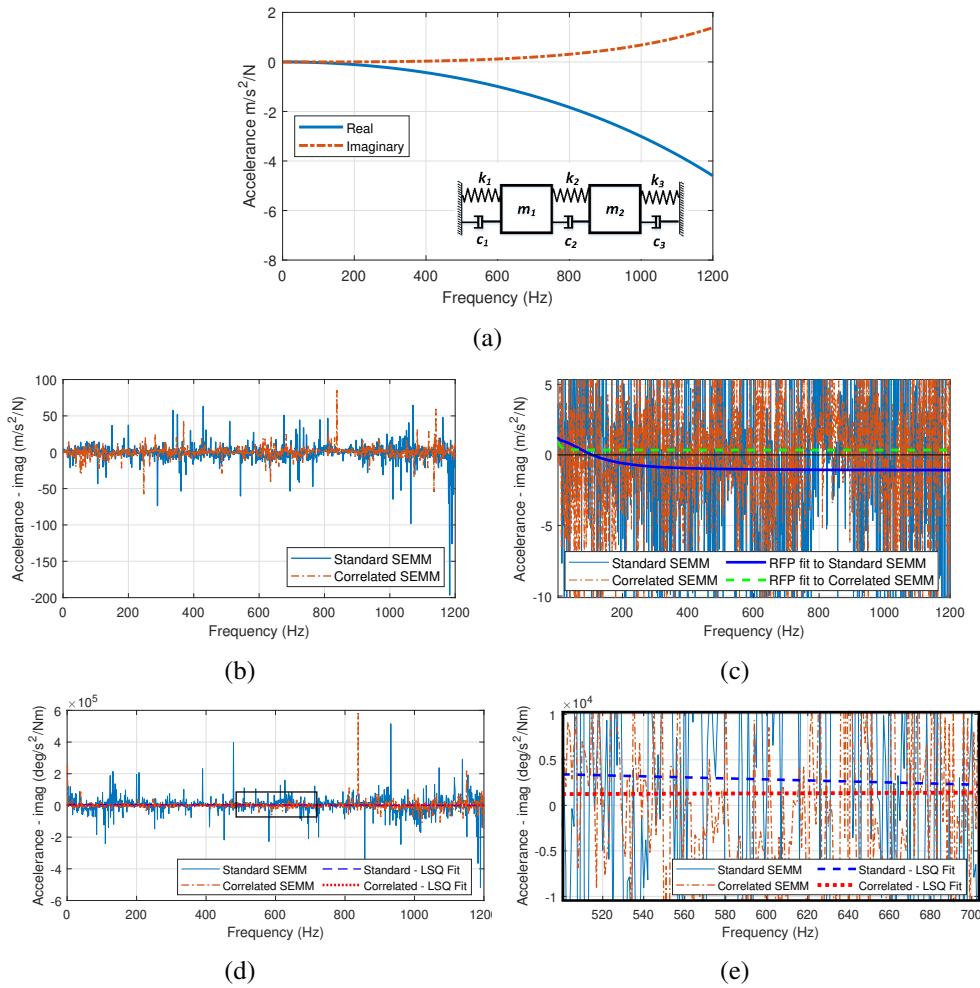 2
0
-2
-4
-6
-8
Accelerance m/s²/N
Real
Imaginary
k1
k2
k3
m1
m2
c1
c2
c3
0 200 400 600 800 1000 1200
Frequency (Hz)
(a)
100
50
0
-50
-100
-150
-200
Accelerance - imag (m/s²/N)
Standard SEMM
Correlated SEMM
0 200 400 600 800 1000 1200
Frequency (Hz)
(b)
5
0
-5
-10
Accelerance - imag (m/s²/N)
Standard SEMM
Correlated SEMM
RFP fit to Standard SEMM
RFP fit to Correlated SEMM
200 400 600 800 1000 1200
Frequency (Hz)
(c)
× 10⁵
6
4
2
0
-2
-4
-6
Accelerance - imag (deg/s²/Nm)
Standard SEMM
Correlated SEMM
Standard - LSQ Fit
Correlated - LSQ Fit
0 200 400 600 800 1000 1200
Frequency (Hz)
(d)
×10⁴
1
0.5
0
-0.5
-1
Accelerance - imag (deg/s²/Nm)
Standard SEMM
Correlated SEMM
Standard - LSQ Fit
Correlated - LSQ Fit
520 540 560 580 600 620 640 660 680 700
Frequency (Hz)
(e)